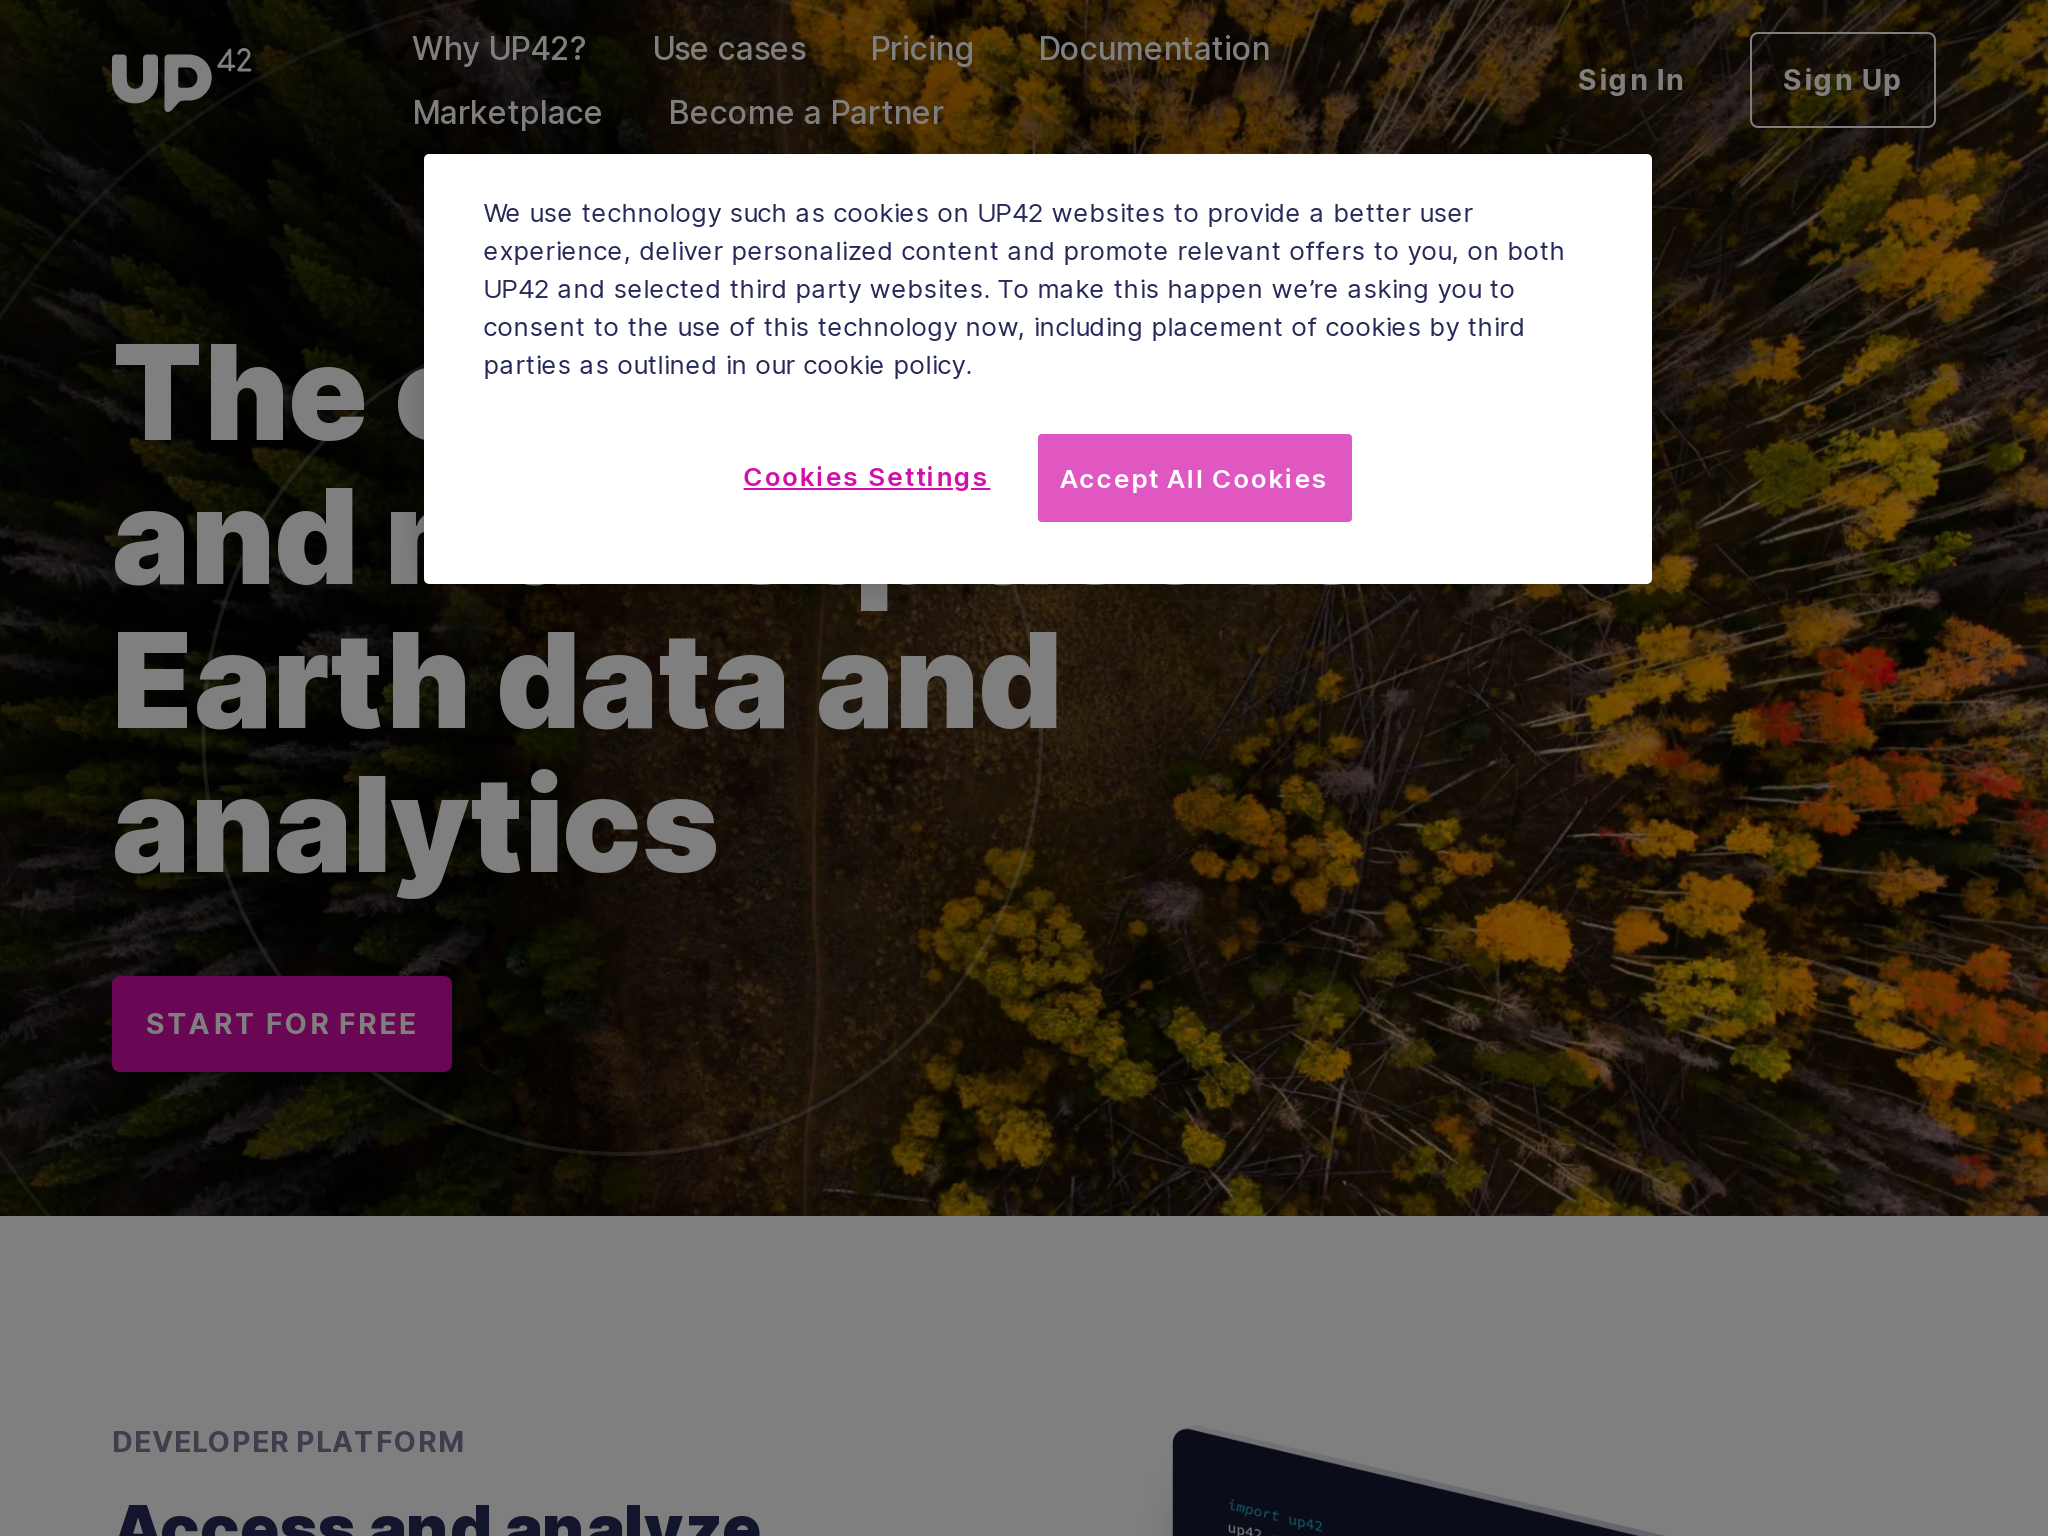 UP42
Why UP42? Use cases Pricing Documentation
Marketplace Become a Partner
Sign In Sign Up
We use technology such as cookies on UP42 websites to provide a better user
experience, deliver personalized content and promote relevant offers to you, on both
UP42 and selected third party websites. To make this happen we’re asking you to
consent to the use of this technology now, including placement of cookies by third
parties as outlined in our cookie policy.
Cookies Settings Accept All Cookies
The
and
Earth data and
analytics
START FOR FREE
DEVELOPER PLATFORM
Access and analyze
import up42
up42